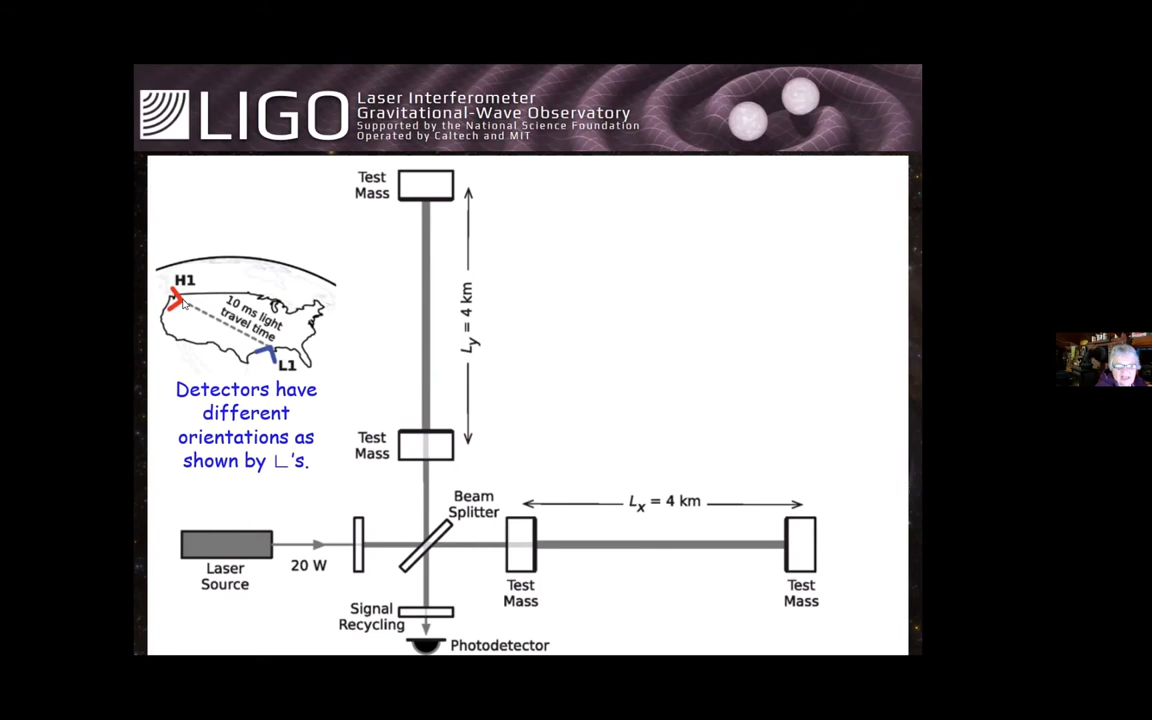 LIGO
Laser Interferometer
Gravitational-Wave Observatory
Supported by the National Science Foundation
Operated by Caltech and MIT
Test
Mass
H1
10 ms light
travel time
L1
Ly = 4 km
Detectors have
different
orientations as
shown by ∟'s.
Test
Mass
Beam
Splitter
Lx = 4 km
Laser
Source
20 W
Test
Mass
Test
Mass
Signal
Recycling
Photodetector